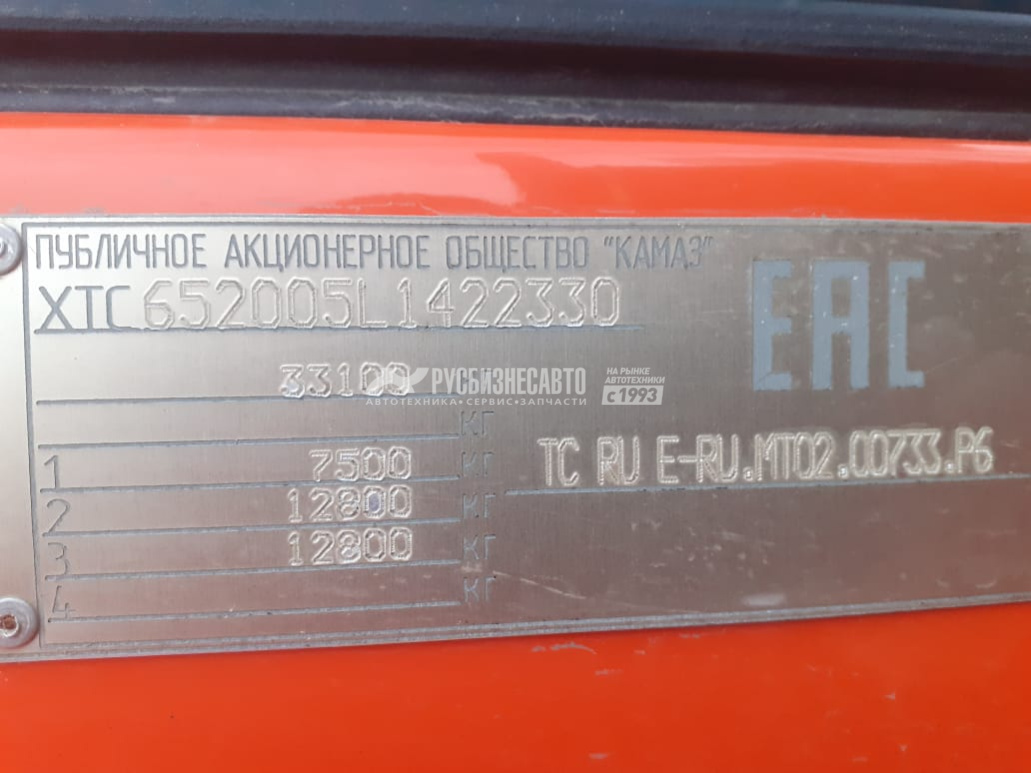 ПУБЛИЧНОЕ АКЦИОНЕРНОЕ ОБЩЕСТВО "КАМАЗ"
XTC652005L1422330
EAC
33100
РУСБИЗНЕСАВТО
АВТОТЕХНИКА•СЕРВИС•ЗАПЧАСТИ
НА РЫНКЕ
АВТОТЕХНИКИ
с 1993
КГ
1 7500 КГ
2 12800 КГ
3 12800 КГ
4 КГ
TC RU E-RU.MT02.00733.P6